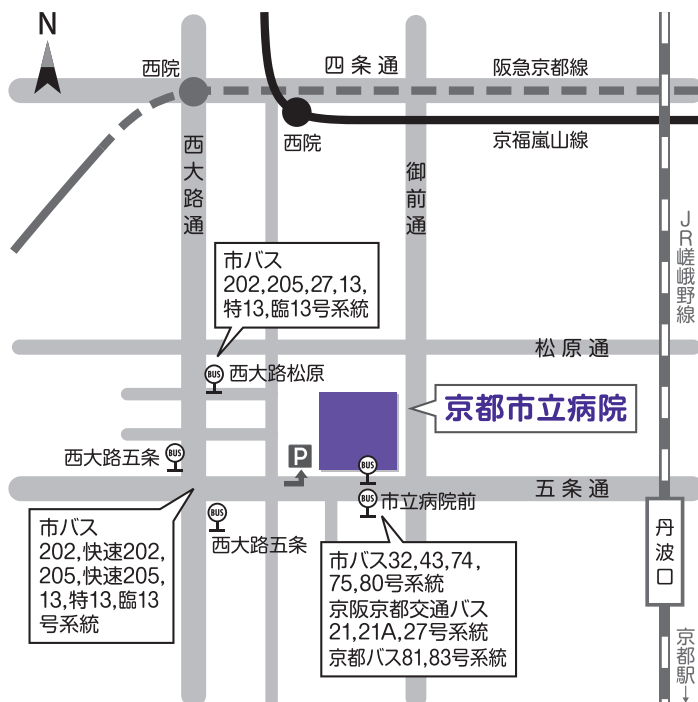 N
西院
四条通
阪急京都線
西院
京福嵐山線
西大路通
御前通
JR嵯峨野線
市バス
202,205,27,13,
特13,臨13号系統
松原通
BUS
西大路松原
京都市立病院
西大路五条
BUS
P
BUS
五条通
BUS
市立病院前
BUS
西大路五条
市バス
202,快速202,
205,快速205,
13,特13,臨13
号系統
市バス32,43,74,
75,80号系統
京阪京都交通バス
21,21A,27号系統
京都バス81,83号系統
丹波口
京都駅→